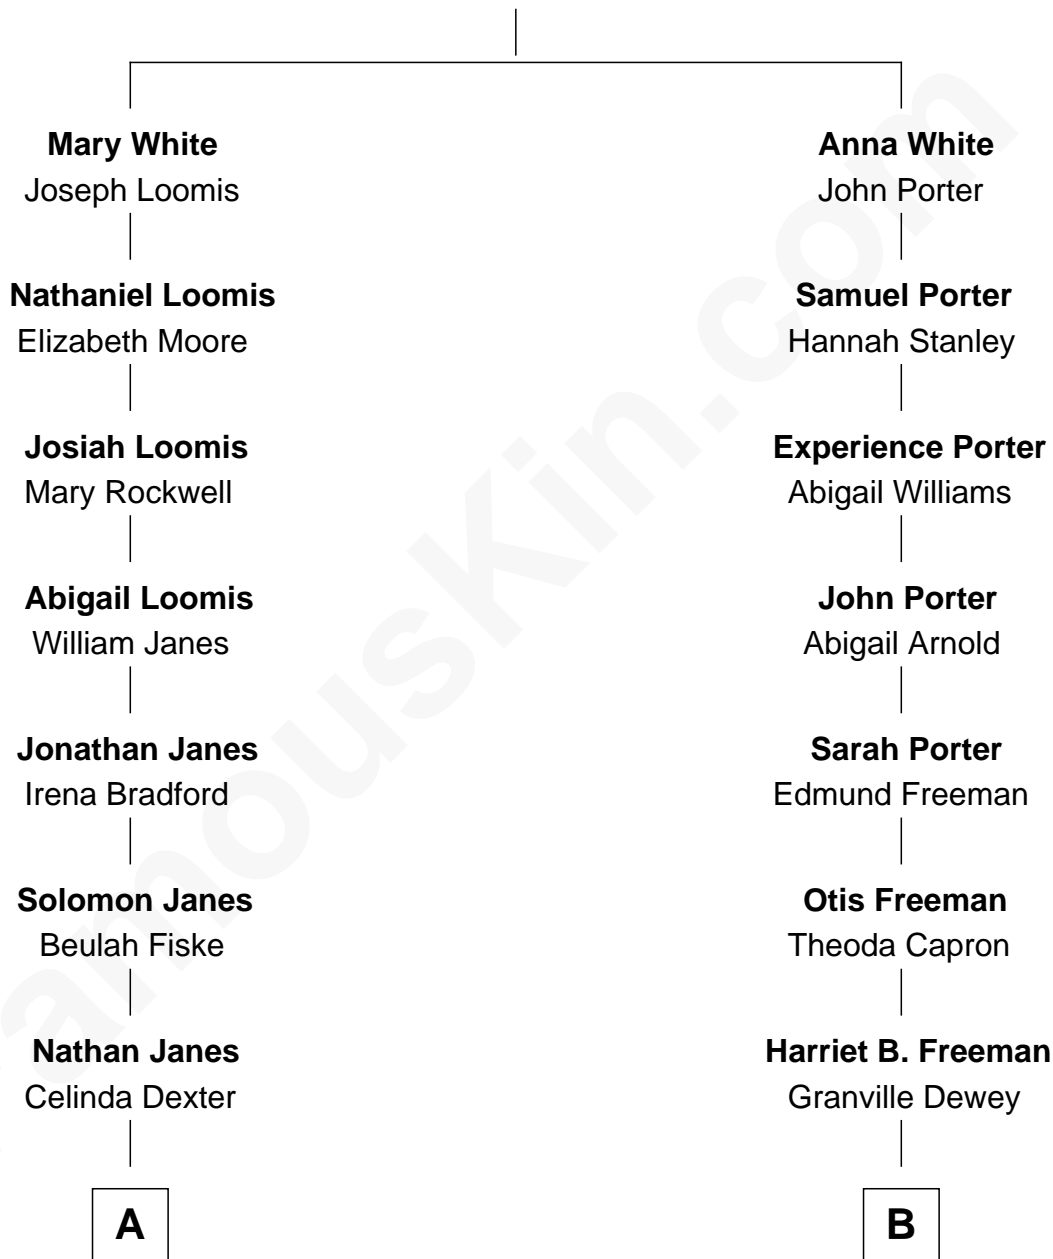 Mary White
Joseph Loomis
Nathaniel Loomis
Elizabeth Moore
Josiah Loomis
Mary Rockwell
Abigail Loomis
William Janes
Jonathan Janes
Irena Bradford
Solomon Janes
Beulah Fiske
Nathan Janes
Celinda Dexter
A
Anna White
John Porter
Samuel Porter
Hannah Stanley
Experience Porter
Abigail Williams
John Porter
Abigail Arnold
Sarah Porter
Edmund Freeman
Otis Freeman
Theoda Capron
Harriet B. Freeman
Granville Dewey
B
amousKin.com